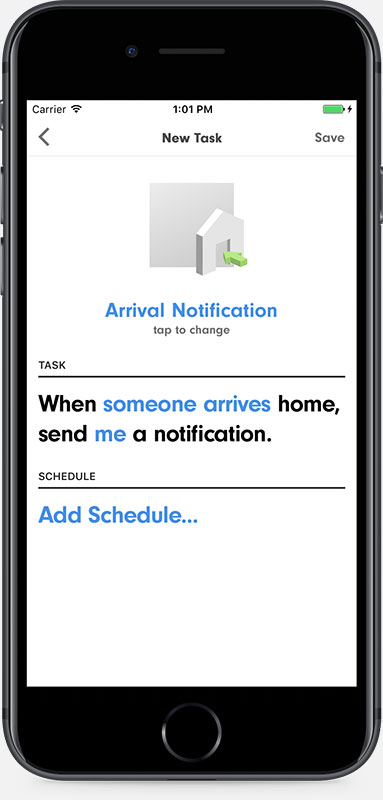 Carrier 1:01 PM
New Task Save
Arrival Notification
tap to change
TASK
When someone arrives home,
send me a notification.
SCHEDULE
Add Schedule...